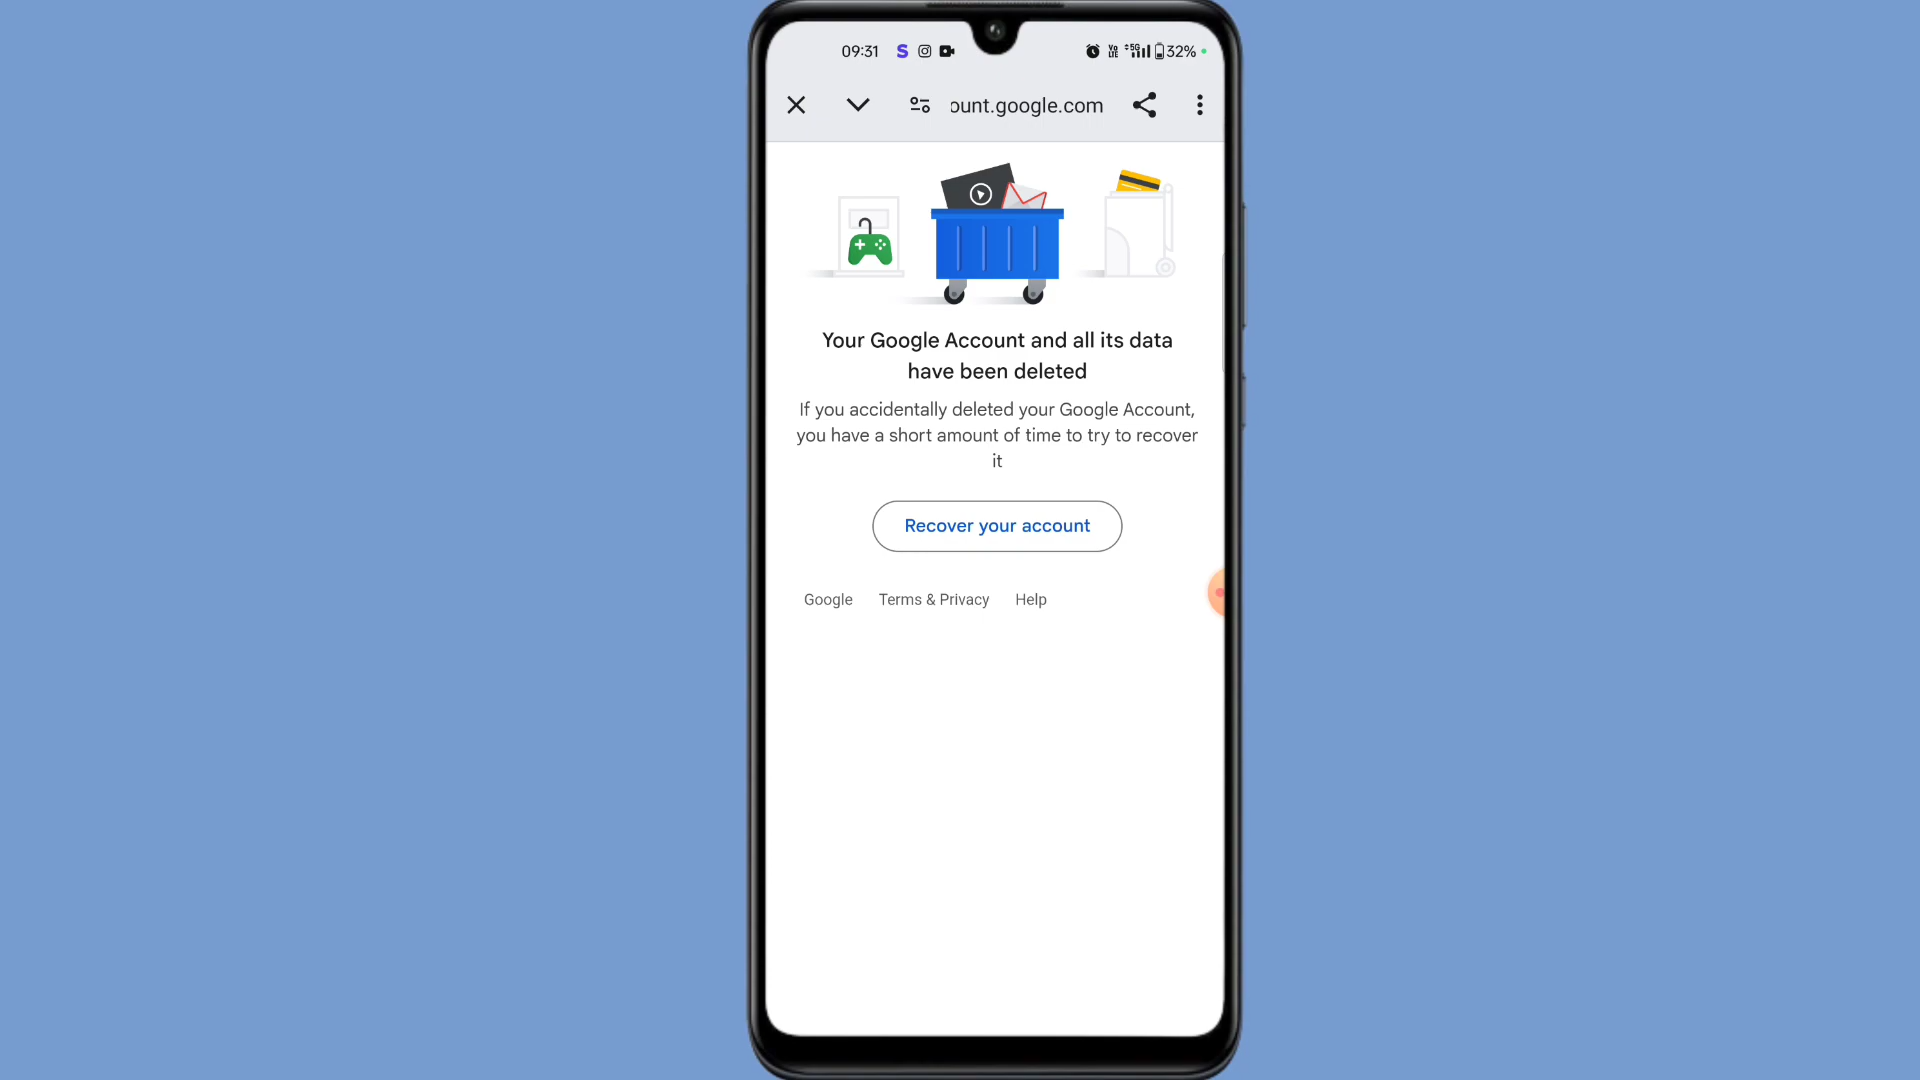 09:31 S 5G 32%
ount.google.com
Your Google Account and all its data
have been deleted
If you accidentally deleted your Google Account,
you have a short amount of time to try to recover
it
Recover your account
Google Terms & Privacy Help